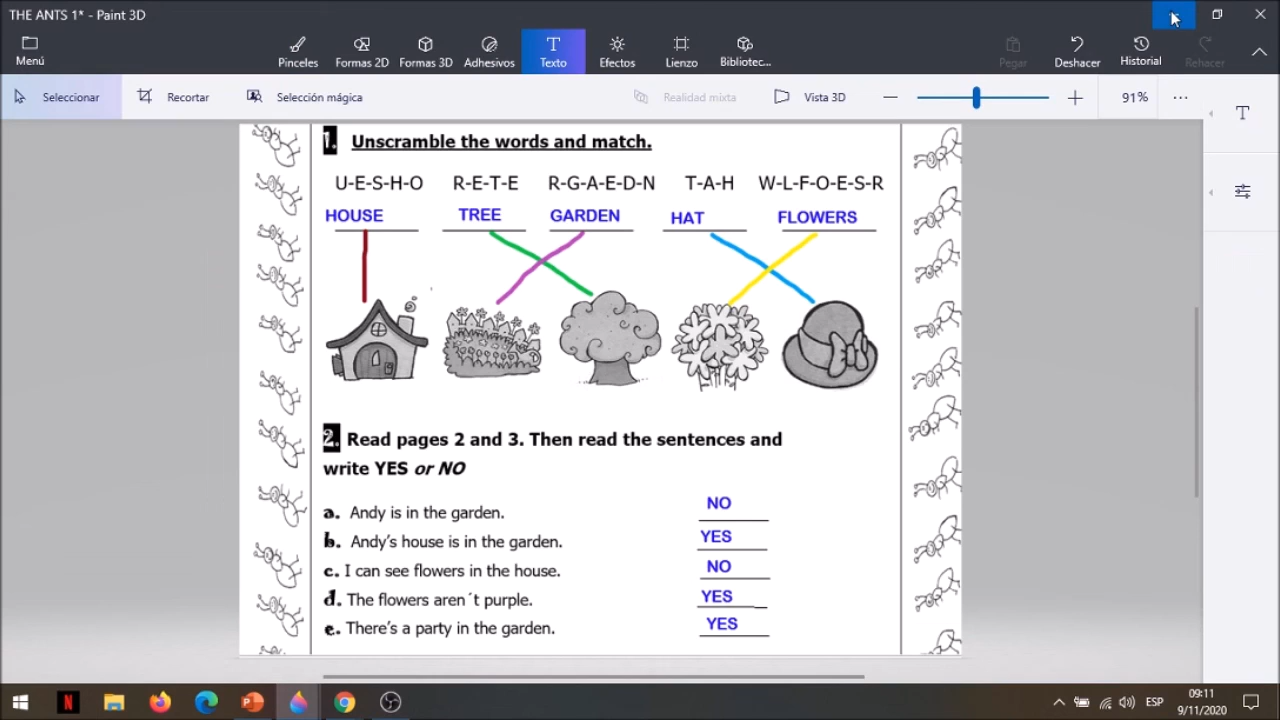 THE ANTS 1* - Paint 3D
Menú
Pinceles
Formas 2D
Formas 3D
Adhesivos
Texto
Efectos
Lienzo
Bibliotec...
Pegar
Deshacer
Historial
Rehacer
Seleccionar
Recortar
Selección mágica
Realidad mixta
Vista 3D
91%
1. Unscramble the words and match.
U-E-S-H-O R-E-T-E R-G-A-E-D-N T-A-H W-L-F-O-E-S-R
HOUSE TREE GARDEN HAT FLOWERS
2. Read pages 2 and 3. Then read the sentences and
write YES or NO
a. Andy is in the garden. NO
b. Andy's house is in the garden. YES
c. I can see flowers in the house. NO
d. The flowers aren´t purple. YES
e. There's a party in the garden. YES
ESP
09:11
9/11/2020